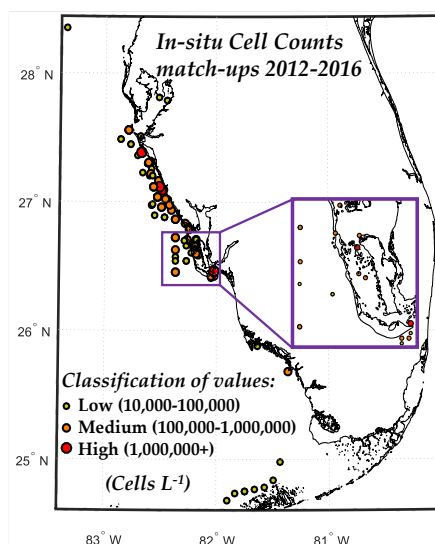 In-situ Cell Counts
match-ups 2012-2016
28° N
27° N
26° N
25° N
Classification of values:
Low (10,000-100,000)
Medium (100,000-1,000,000)
High (1,000,000+)
(Cells L⁻¹)
83° W
82° W
81° W